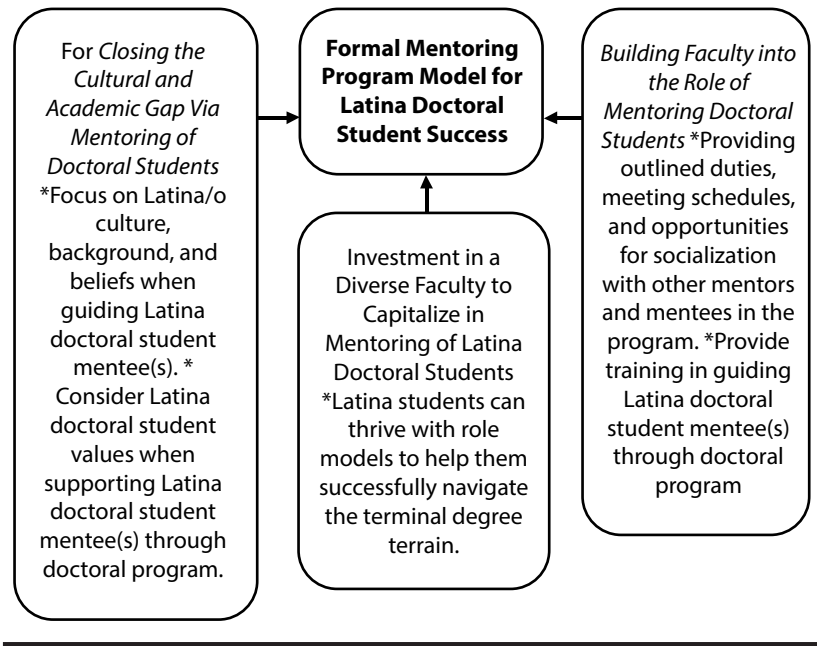 For Closing the
Cultural and
Academic Gap Via
Mentoring of
Doctoral Students
*Focus on Latina/o
culture,
background, and
beliefs when
guiding Latina
doctoral student
mentee(s). *
Consider Latina
doctoral student
values when
supporting Latina
doctoral student
mentee(s) through
doctoral program.
Formal Mentoring
Program Model for
Latina Doctoral
Student Success
Investment in a
Diverse Faculty to
Capitalize in
Mentoring of Latina
Doctoral Students
*Latina students can
thrive with role
models to help them
successfully navigate
the terminal degree
terrain.
Building Faculty into
the Role of
Mentoring Doctoral
Students *Providing
outlined duties,
meeting schedules,
and opportunities
for socialization
with other mentors
and mentees in the
program. *Provide
training in guiding
Latina doctoral
student mentee(s)
through doctoral
program